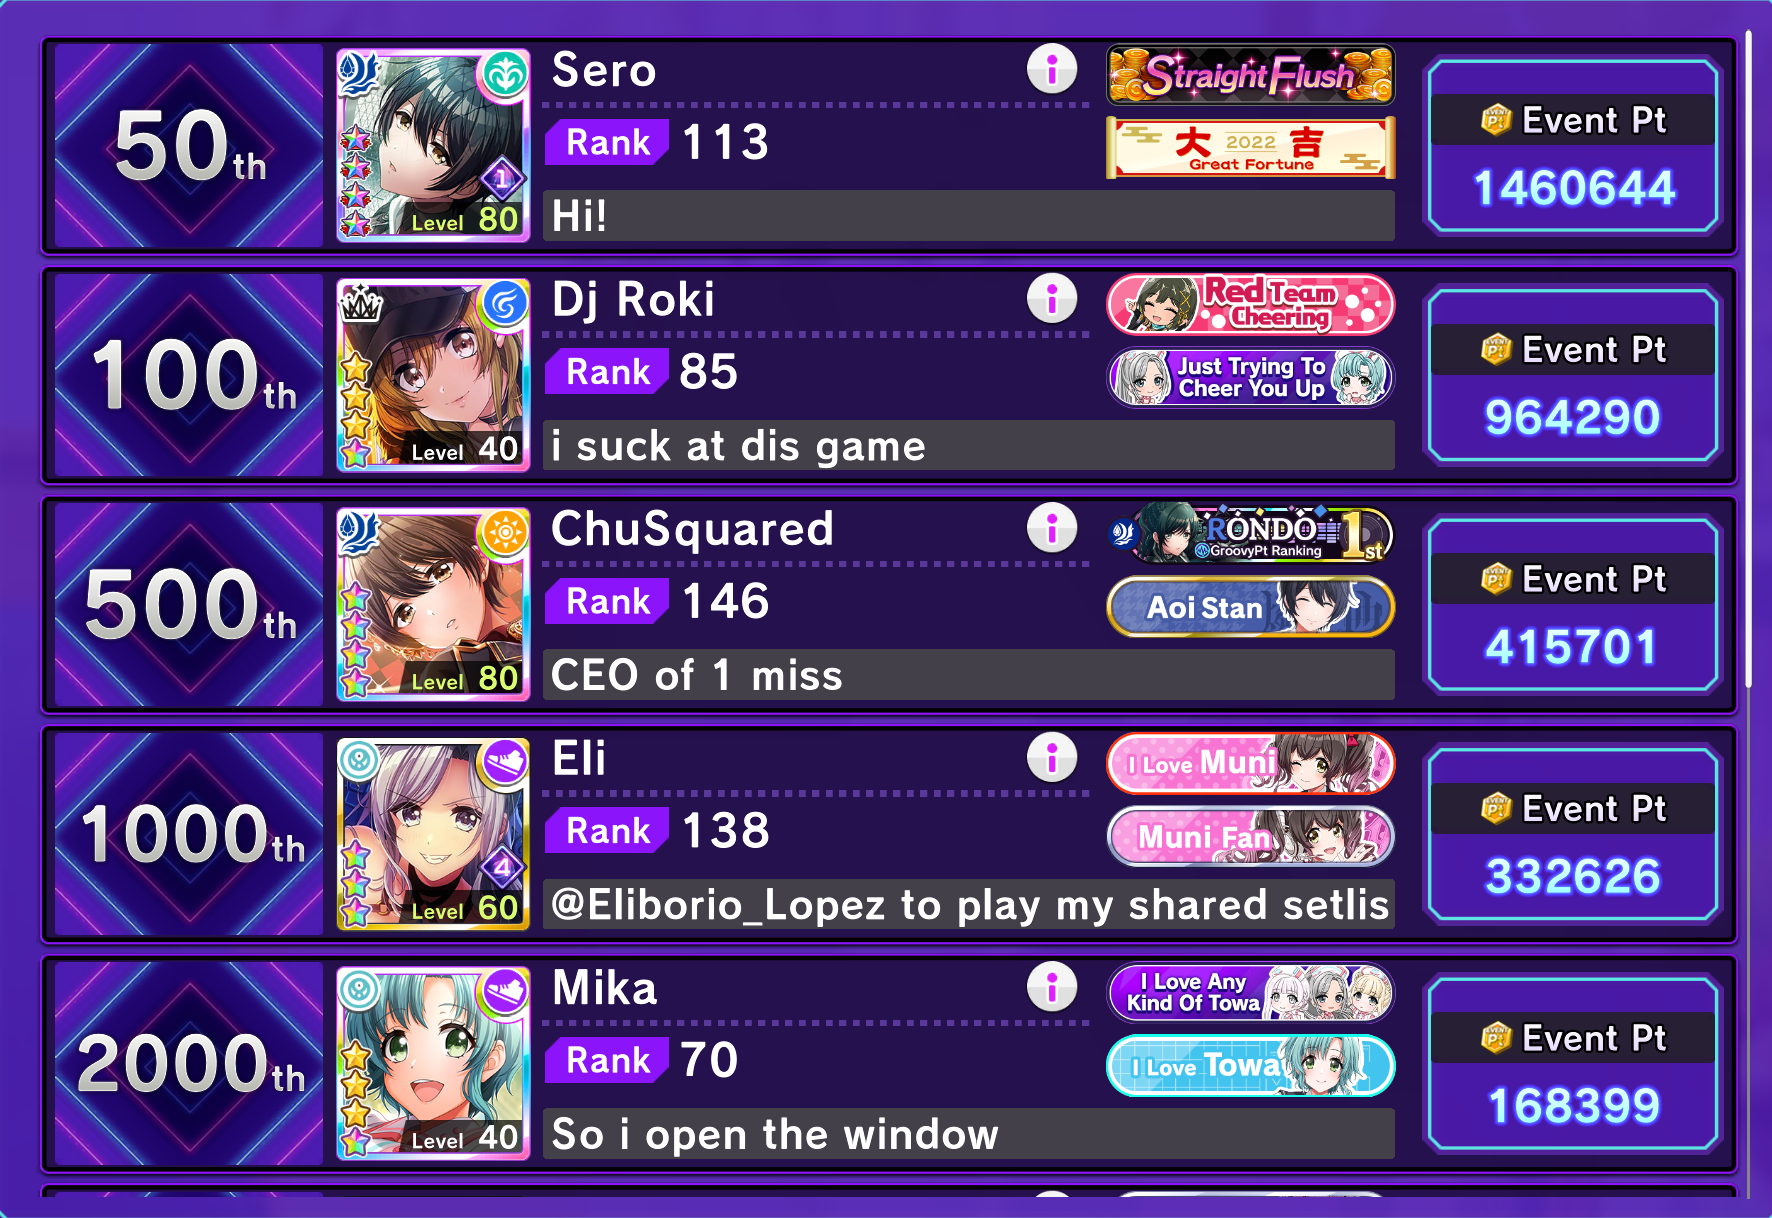 50th
Sero
Rank 113
Hi!
Straight Flush
大 2022 吉
Great Fortune
Event Pt
1460644
1
Level 80
100th
Dj Roki
Rank 85
i suck at dis game
Red Team
Cheering
Just Trying To
Cheer You Up
Event Pt
964290
Level 40
500th
ChuSquared
Rank 146
CEO of 1 miss
RONDO 1st
GroovyPt Ranking
Aoi Stan
Event Pt
415701
Level 80
1000th
Eli
Rank 138
@Eliborio_Lopez to play my shared setlis
I Love Muni
Muni Fan
Event Pt
332626
4
Level 60
2000th
Mika
Rank 70
So i open the window
I Love Any
Kind Of Towa
I Love Towa
Event Pt
168399
Level 40